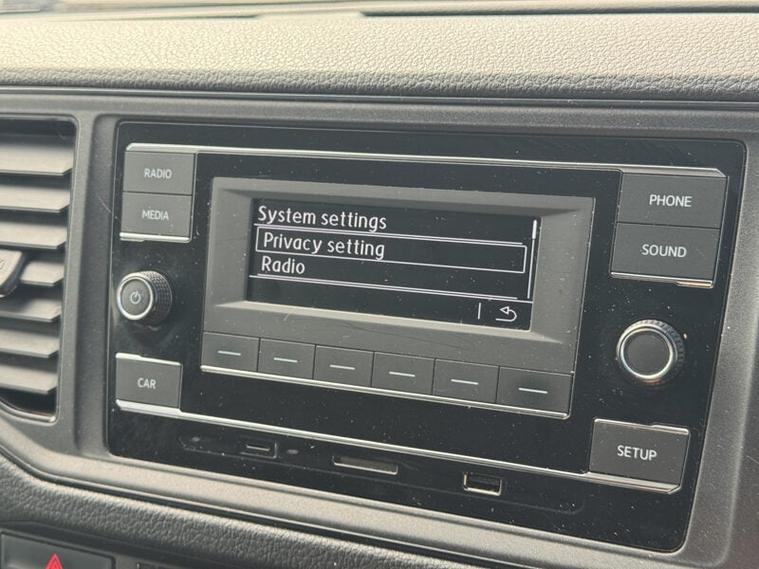 RADIO
MEDIA
System settings
Privacy setting
Radio
PHONE
SOUND
CAR
SETUP